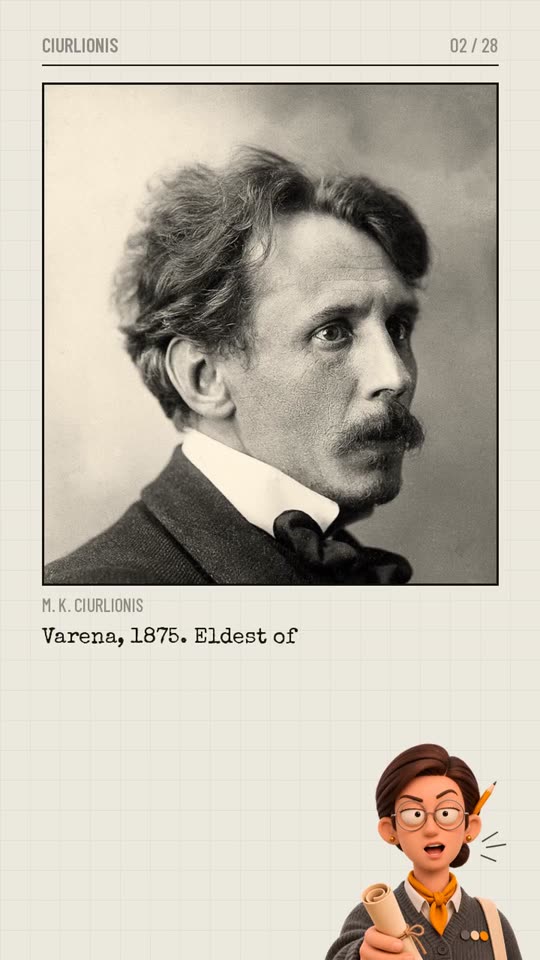 CIURLIONIS
02 / 28
M. K. CIURLIONIS
Varena, 1875. Eldest of